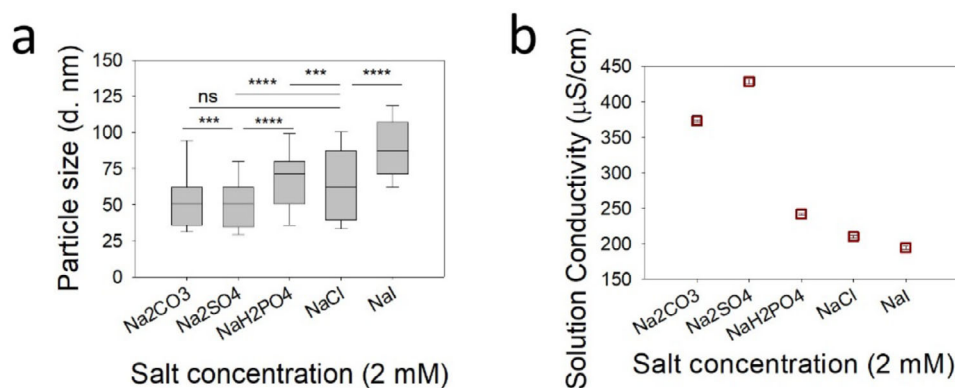 a
Particle size (d. nm)
150
125
100
75
50
25
0
***
****
****
ns
***
****
Na2CO3
Na2SO4
NaH2PO4
NaCl
NaI
Salt concentration (2 mM)
b
Solution Conductivity (μS/cm)
450
400
350
300
250
200
150
Na2CO3
Na2SO4
NaH2PO4
NaCl
NaI
Salt concentration (2 mM)